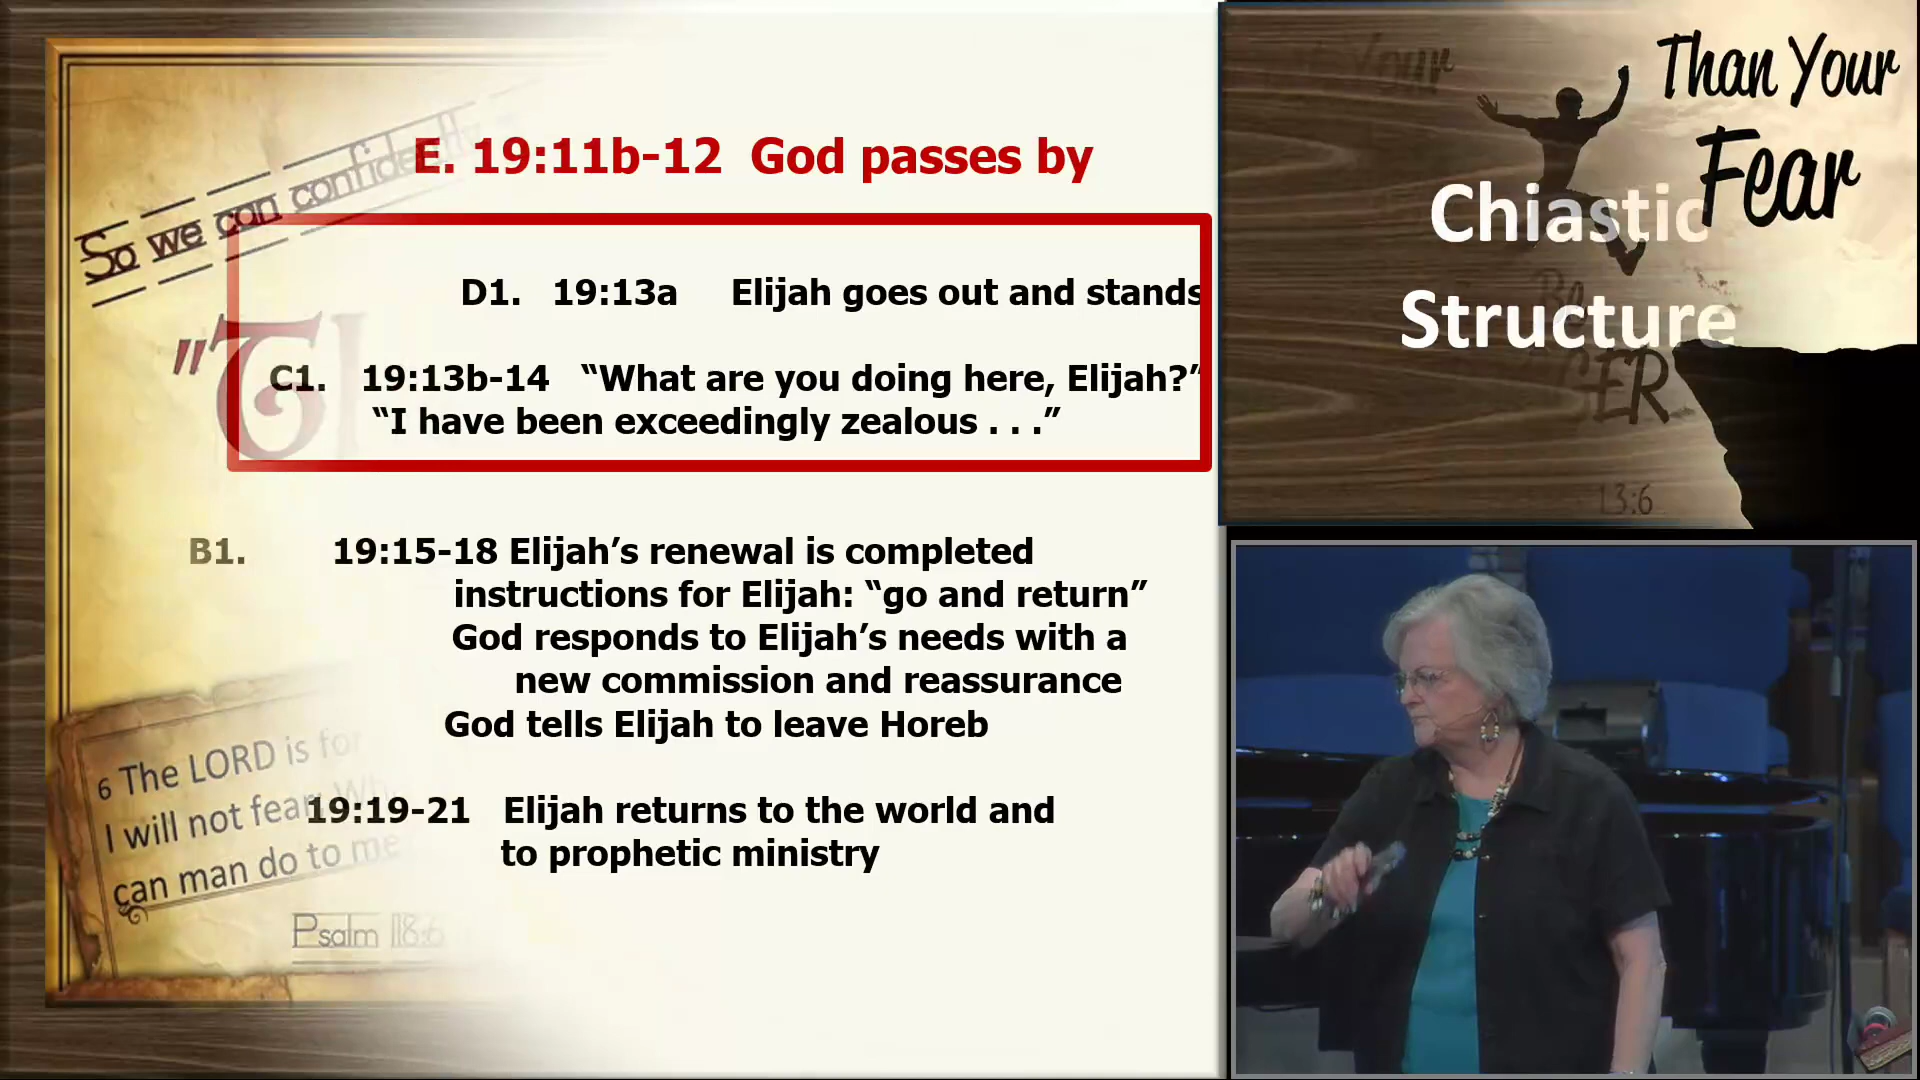 E. 19:11b-12 God passes by
So we can confidently
D1. 19:13a Elijah goes out and stands
C1. 19:13b-14 “What are you doing here, Elijah?”
“I have been exceedingly zealous . . .”
B1. 19:15-18 Elijah’s renewal is completed
instructions for Elijah: “go and return”
God responds to Elijah’s needs with a
new commission and reassurance
God tells Elijah to leave Horeb
19:19-21 Elijah returns to the world and
to prophetic ministry
6 The LORD is for
I will not fear. Wh
can man do to me
Psalm 118:6
Than Your
Fear
Chiastic
Structure
Your
Be
GER
13:6